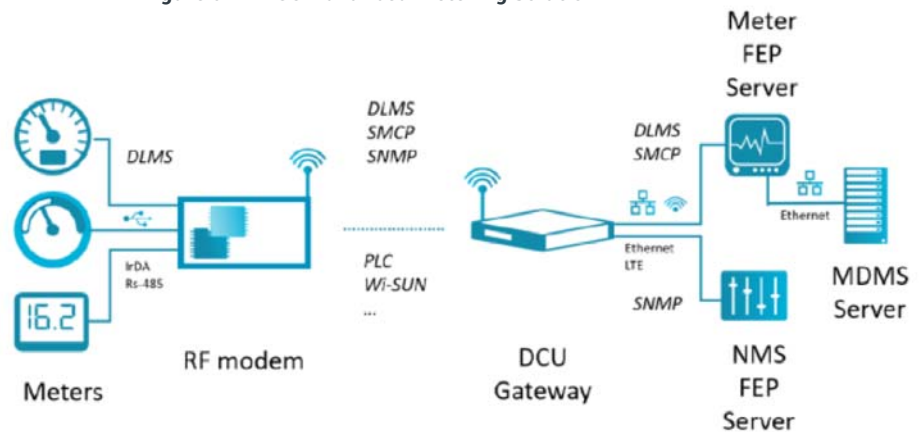 Meter
FEP
Server
DLMS
SMCP
SNMP
DLMS
DLMS
SMCP
Ethernet
IrDA
Rs-485
PLC
Wi-SUN
...
Ethernet
LTE
SNMP
16.2
MDMS
Server
RF modem
DCU
Gateway
NMS
FEP
Server
Meters